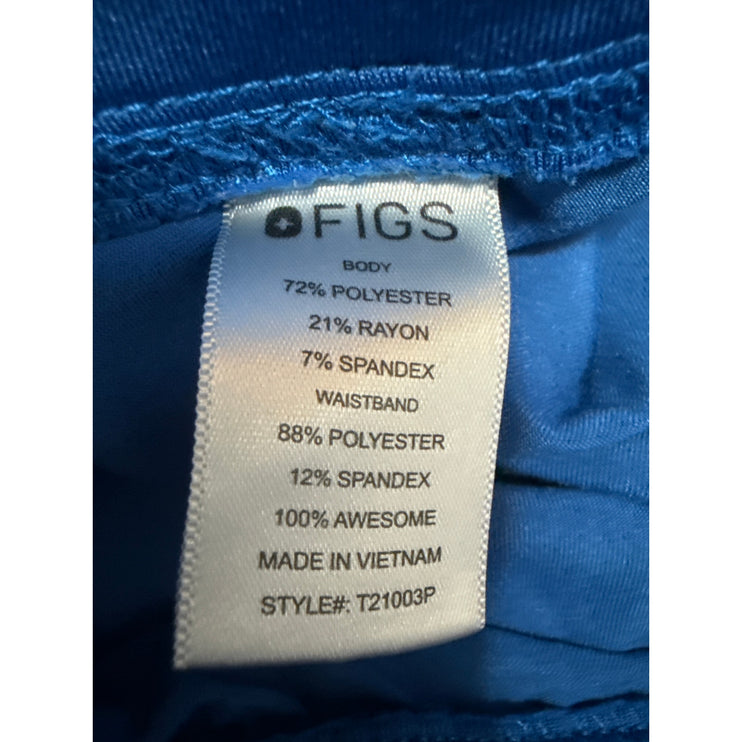 FIGS
BODY
72% POLYESTER
21% RAYON
7% SPANDEX
WAISTBAND
88% POLYESTER
12% SPANDEX
100% AWESOME
MADE IN VIETNAM
STYLE#: T21003P